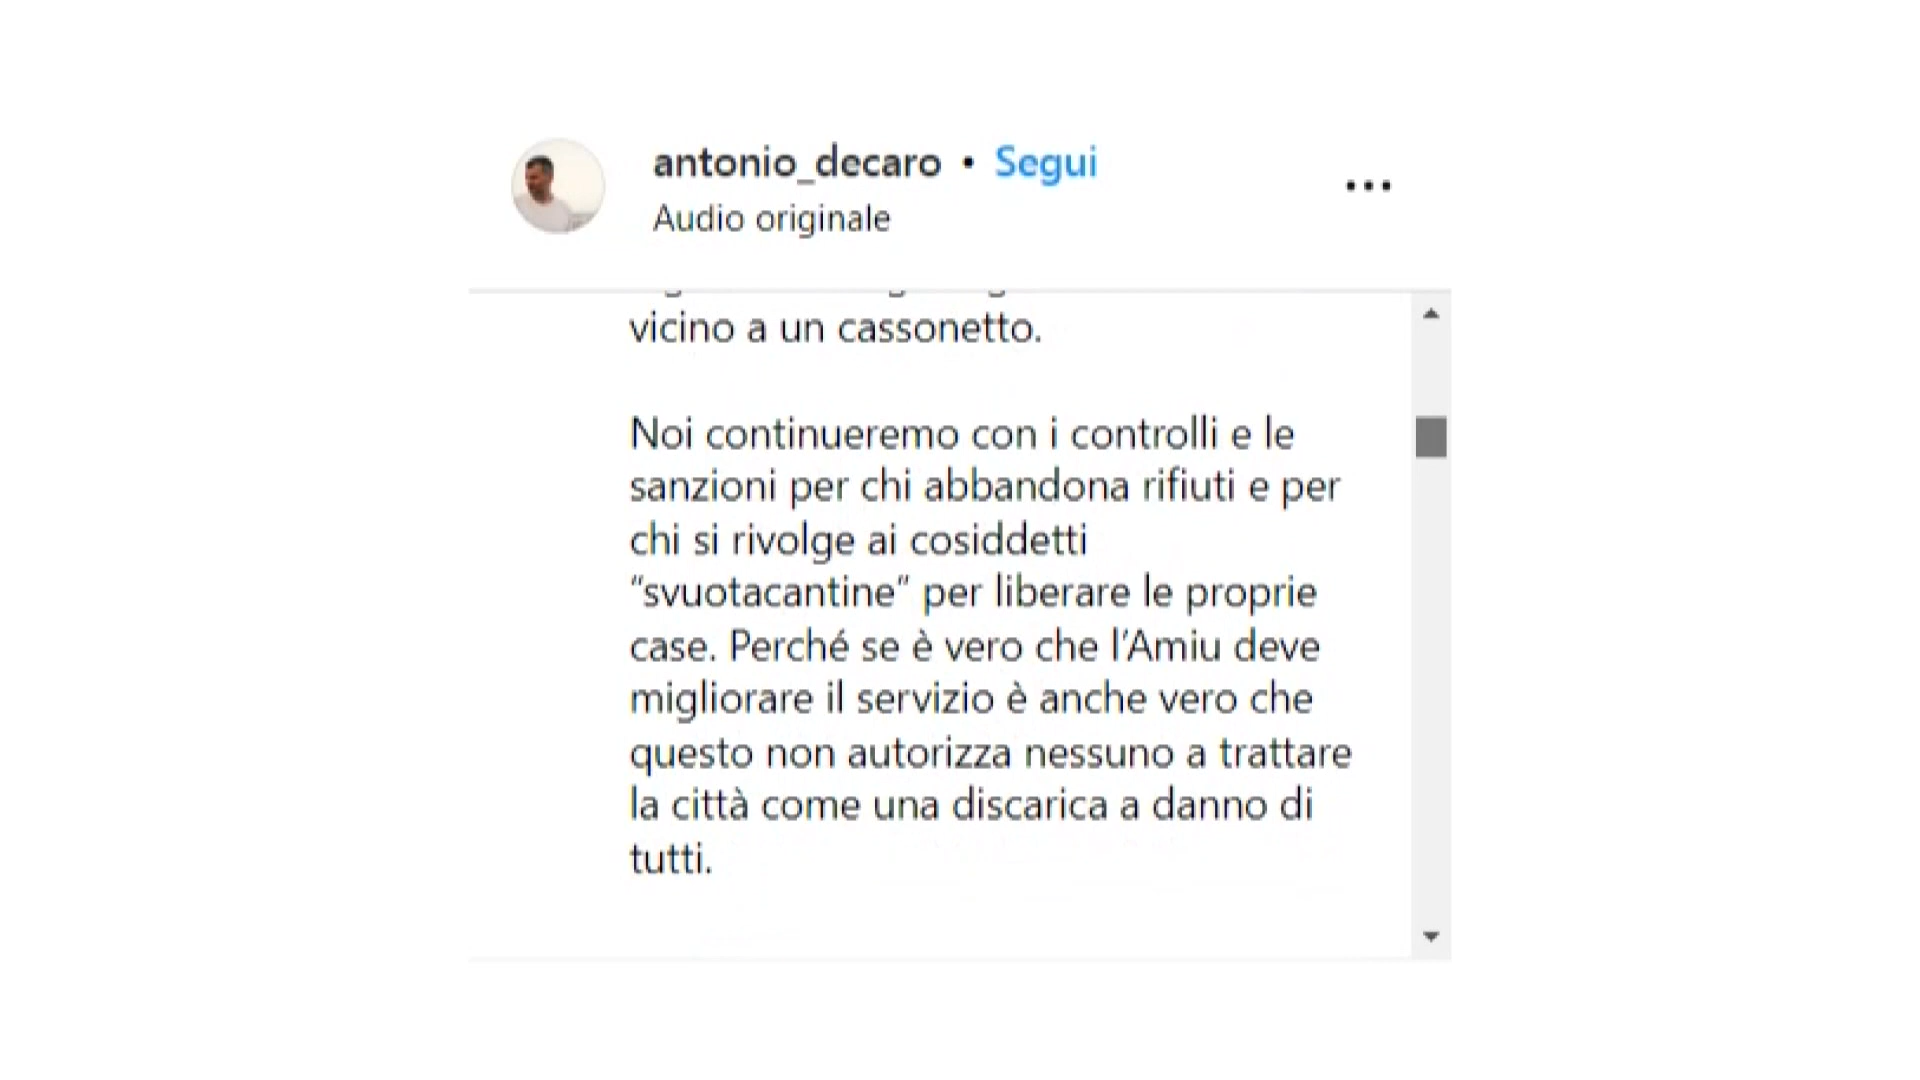 antonio_decaro • Segui
Audio originale
vicino a un cassonetto.
Noi continueremo con i controlli e le
sanzioni per chi abbandona rifiuti e per
chi si rivolge ai cosiddetti
“svuotacantine” per liberare le proprie
case. Perché se è vero che l’Amiu deve
migliorare il servizio è anche vero che
questo non autorizza nessuno a trattare
la città come una discarica a danno di
tutti.